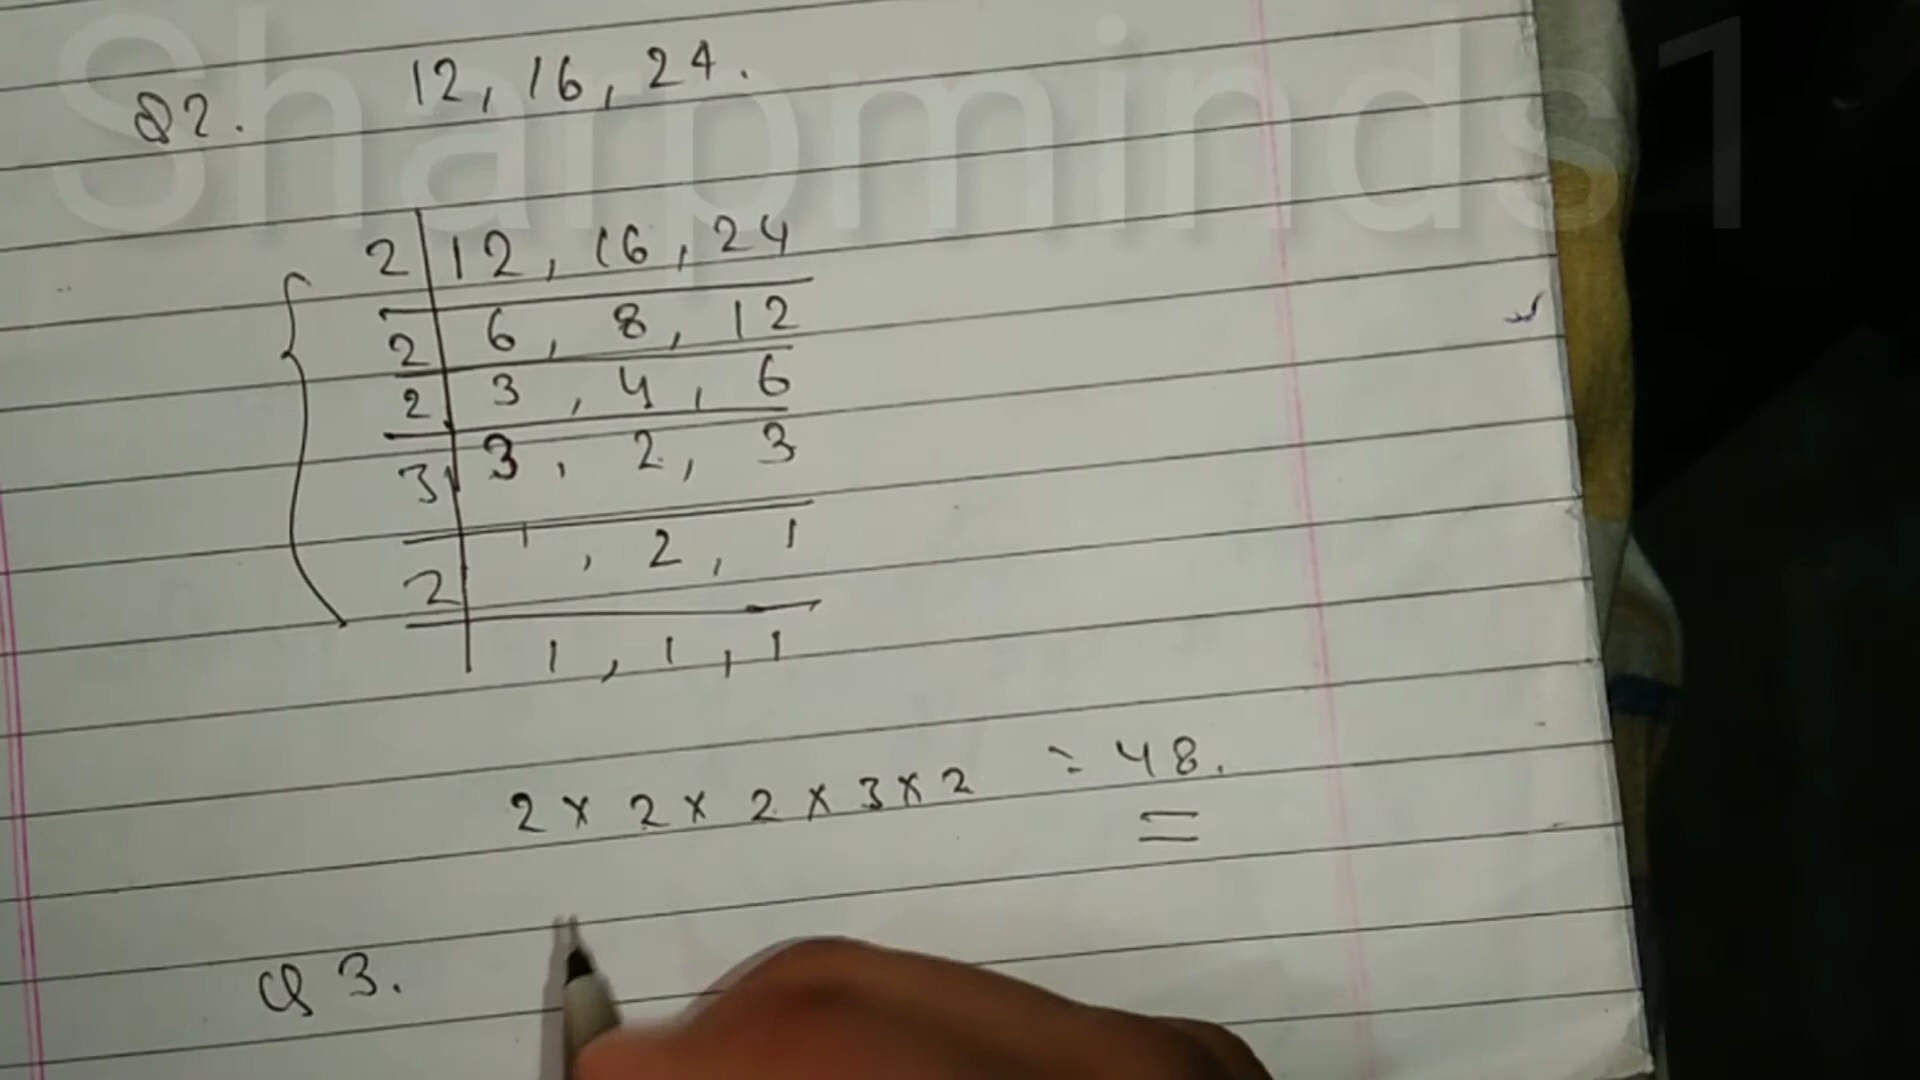 Sharpminds1
Q2. 12, 16, 24.
2 | 12, 16, 24
2 | 6, 8, 12
2 | 3, 4, 6
3 | 3, 2, 3
2 | 1, 2, 1
| 1, 1, 1
2 × 2 × 2 × 3 × 2 = 48.
Q3.